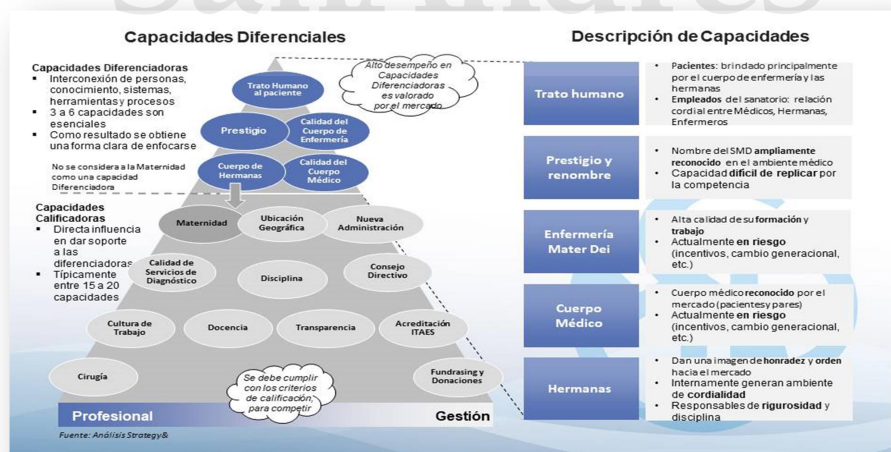 San Andrés
Capacidades Diferenciales
Capacidades Diferenciadoras
▪ Interconexión de personas,
conocimiento, sistemas,
herramientas y procesos
▪ 3 a 6 capacidades son
esenciales
▪ Como resultado se obtiene
una forma clara de enfocarse
No se considera a la Maternidad
como una capacidad
Diferenciadora
Capacidades
Calificadoras
▪ Directa influencia
en dar soporte
a las
diferenciadoras
▪ Típicamente
entre 15 a 20
capacidades
Alto desempeño en
Capacidades
Diferenciadoras
es valorado
por el mercado
Trato Humano
al paciente
Prestigio
Calidad del
Cuerpo de
Enfermería
Cuerpo de
Hermanas
Calidad del
Cuerpo
Médico
Maternidad
Ubicación
Geográfica
Nueva
Administración
Calidad de
Servicios de
Diagnóstico
Disciplina
Consejo
Directivo
Cultura de
Trabajo
Docencia
Transparencia
Acreditación
ITAES
Cirugía
Se debe cumplir
con los criterios
de calificación,
para competir
Fundrasing y
Donaciones
Profesional
Gestión
Fuente: Análisis Strategy&
Descripción de Capacidades
Trato humano
• Pacientes: brindado principalmente
por el cuerpo de enfermería y las
hermanas
• Empleados del sanatorio: relación
cordial entre Médicos, Hermanas,
Enfermeros
Prestigio y
renombre
• Nombre del SMD ampliamente
reconocido en el ambiente médico
• Capacidad difícil de replicar por
la competencia
Enfermería
Mater Dei
• Alta calidad de su formación y
trabajo
• Actualmente en riesgo
(incentivos, cambio generacional,
etc.)
Cuerpo
Médico
• Cuerpo médico reconocido por el
mercado (pacientes y pares)
• Actualmente en riesgo
(incentivos, cambio generacional,
etc.)
Hermanas
• Dan una imagen de honradez y orden
hacia el mercado
• Internamente generan ambiente
de cordialidad
• Responsables de rigurosidad y
disciplina